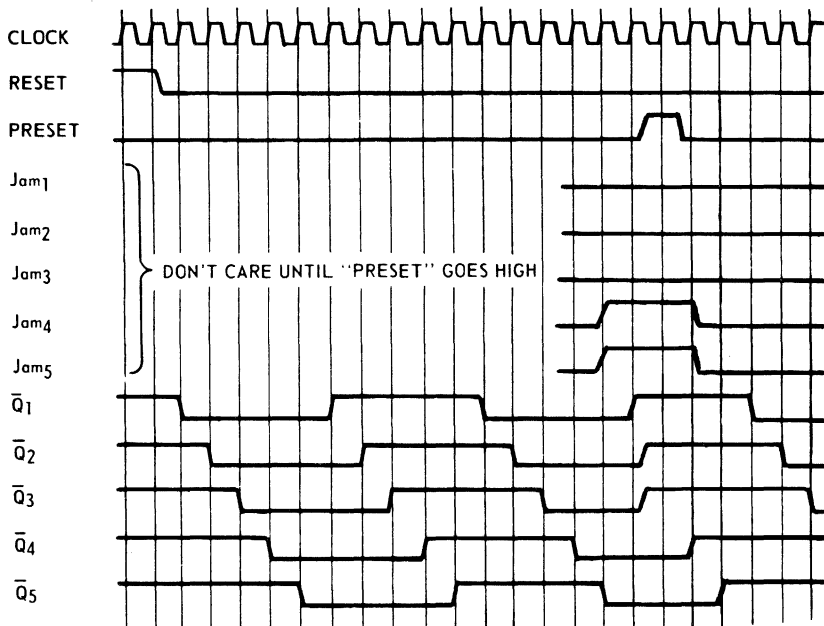 CLOCK
RESET
PRESET
Jam1
Jam2
Jam3
DON'T CARE UNTIL "PRESET" GOES HIGH
Jam4
Jam5
Q̅1
Q̅2
Q̅3
Q̅4
Q̅5